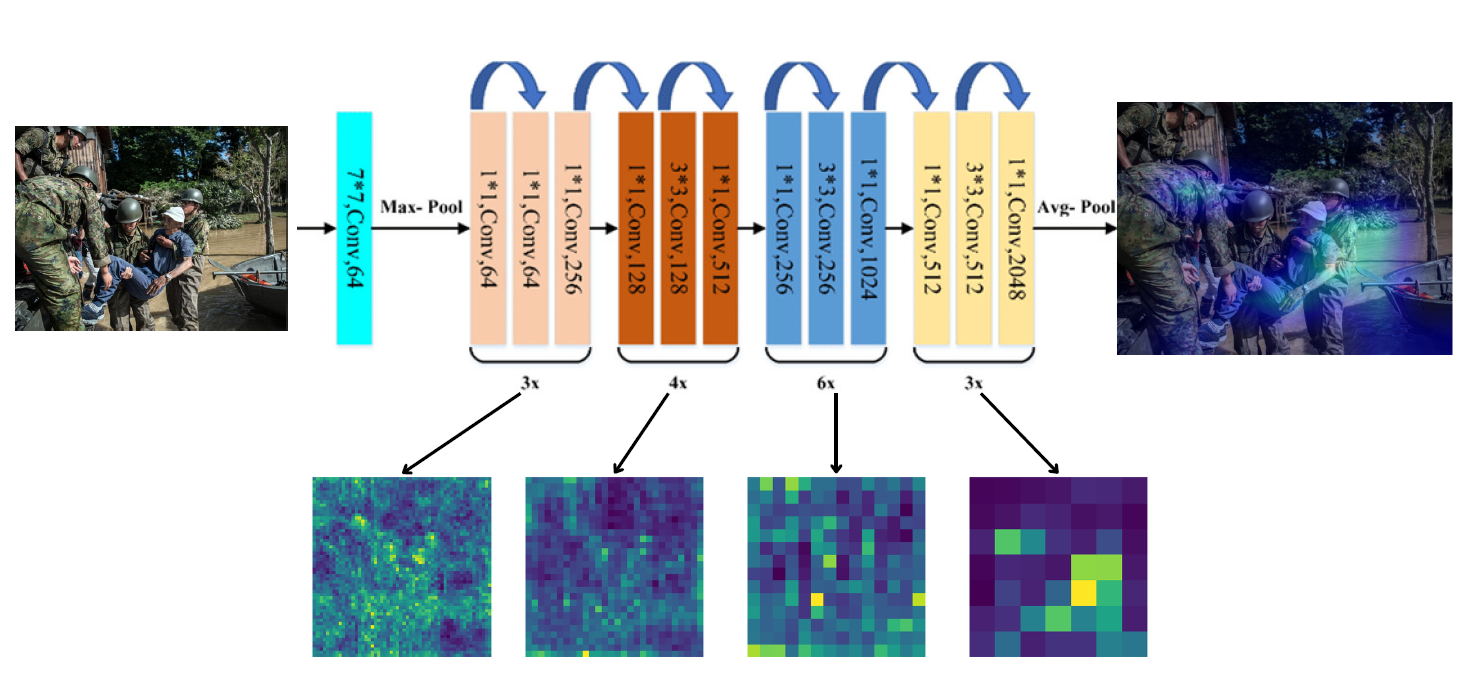 7*7,Conv,64
Max- Pool
1*1,Conv,64
1*1,Conv,64
1*1,Conv,256
1*1,Conv,128
3*3,Conv,128
1*1,Conv,512
1*1,Conv,256
3*3,Conv,256
1*1,Conv,1024
1*1,Conv,512
3*3,Conv,512
1*1,Conv,2048
Avg- Pool
3x
4x
6x
3x